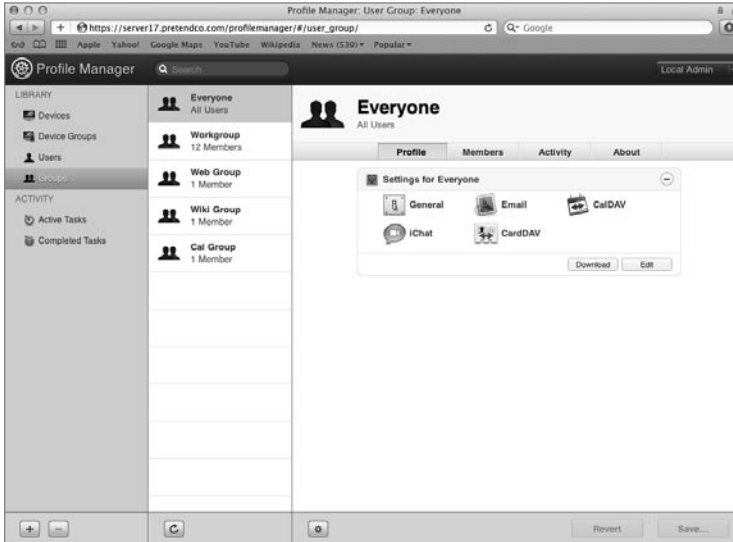 Profile Manager: User Group: Everyone
https://server17.pretendco.com/profilemanager/#/user_group/
Google
Apple Yahoo! Google Maps YouTube Wikipedia News (530) Popular
Profile Manager
Search
Local Admin
LIBRARY
Devices
Device Groups
Users
Groups
ACTIVITY
Active Tasks
Completed Tasks
Everyone
All Users
Workgroup
12 Members
Web Group
1 Member
Wiki Group
1 Member
Cal Group
1 Member
Everyone
All Users
Profile Members Activity About
Settings for Everyone
General Email CalDAV
iChat CardDAV
Download Edit
Revert Save...